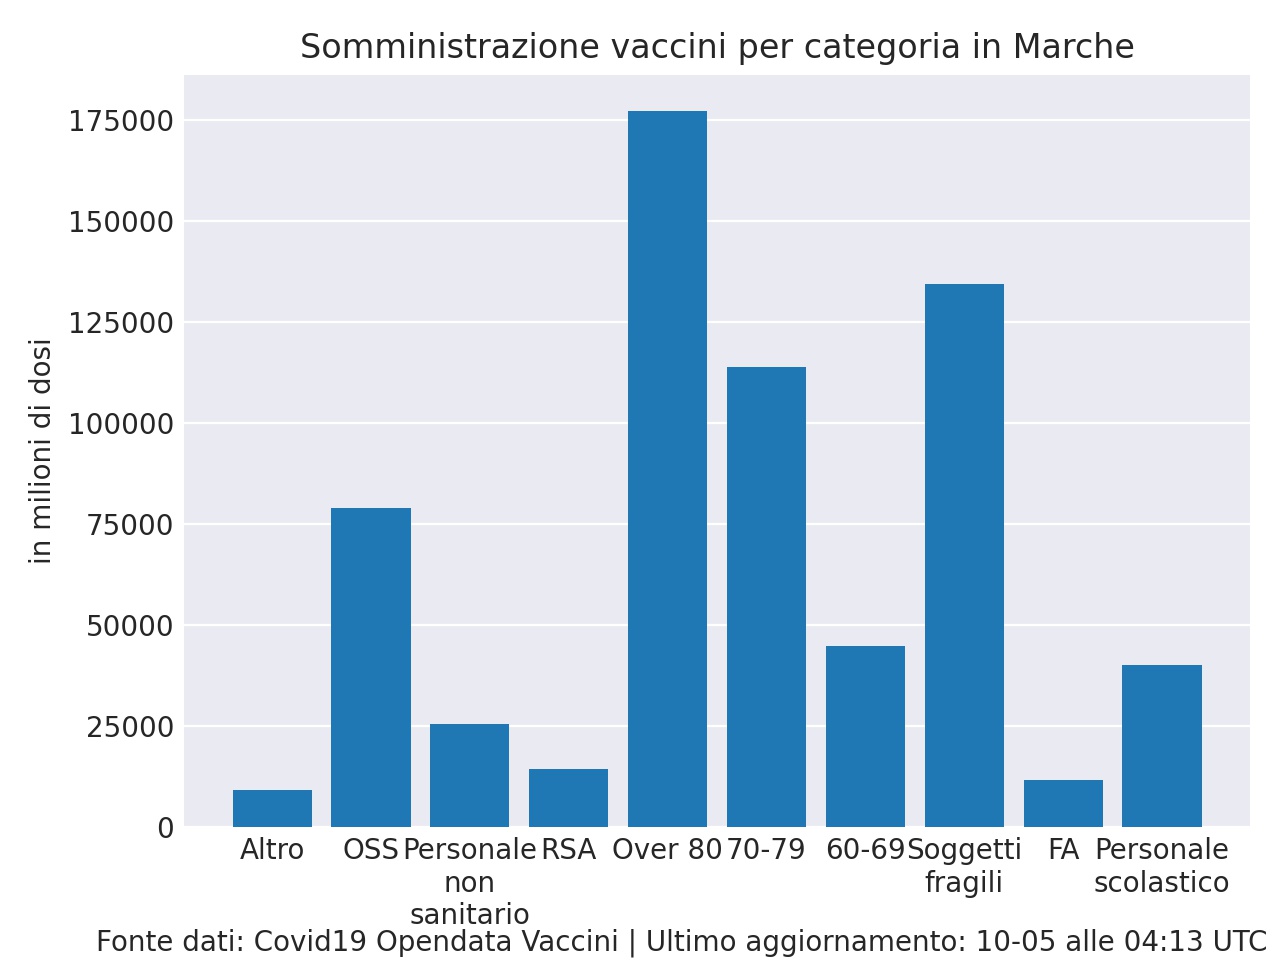 Somministrazione vaccini per categoria in Marche
in milioni di dosi
175000
150000
125000
100000
75000
50000
25000
0
Altro
OSS
Personale
non
sanitario
RSA
Over 80
70-79
60-69
Soggetti
fragili
FA
Personale
scolastico
Fonte dati: Covid19 Opendata Vaccini | Ultimo aggiornamento: 10-05 alle 04:13 UTC